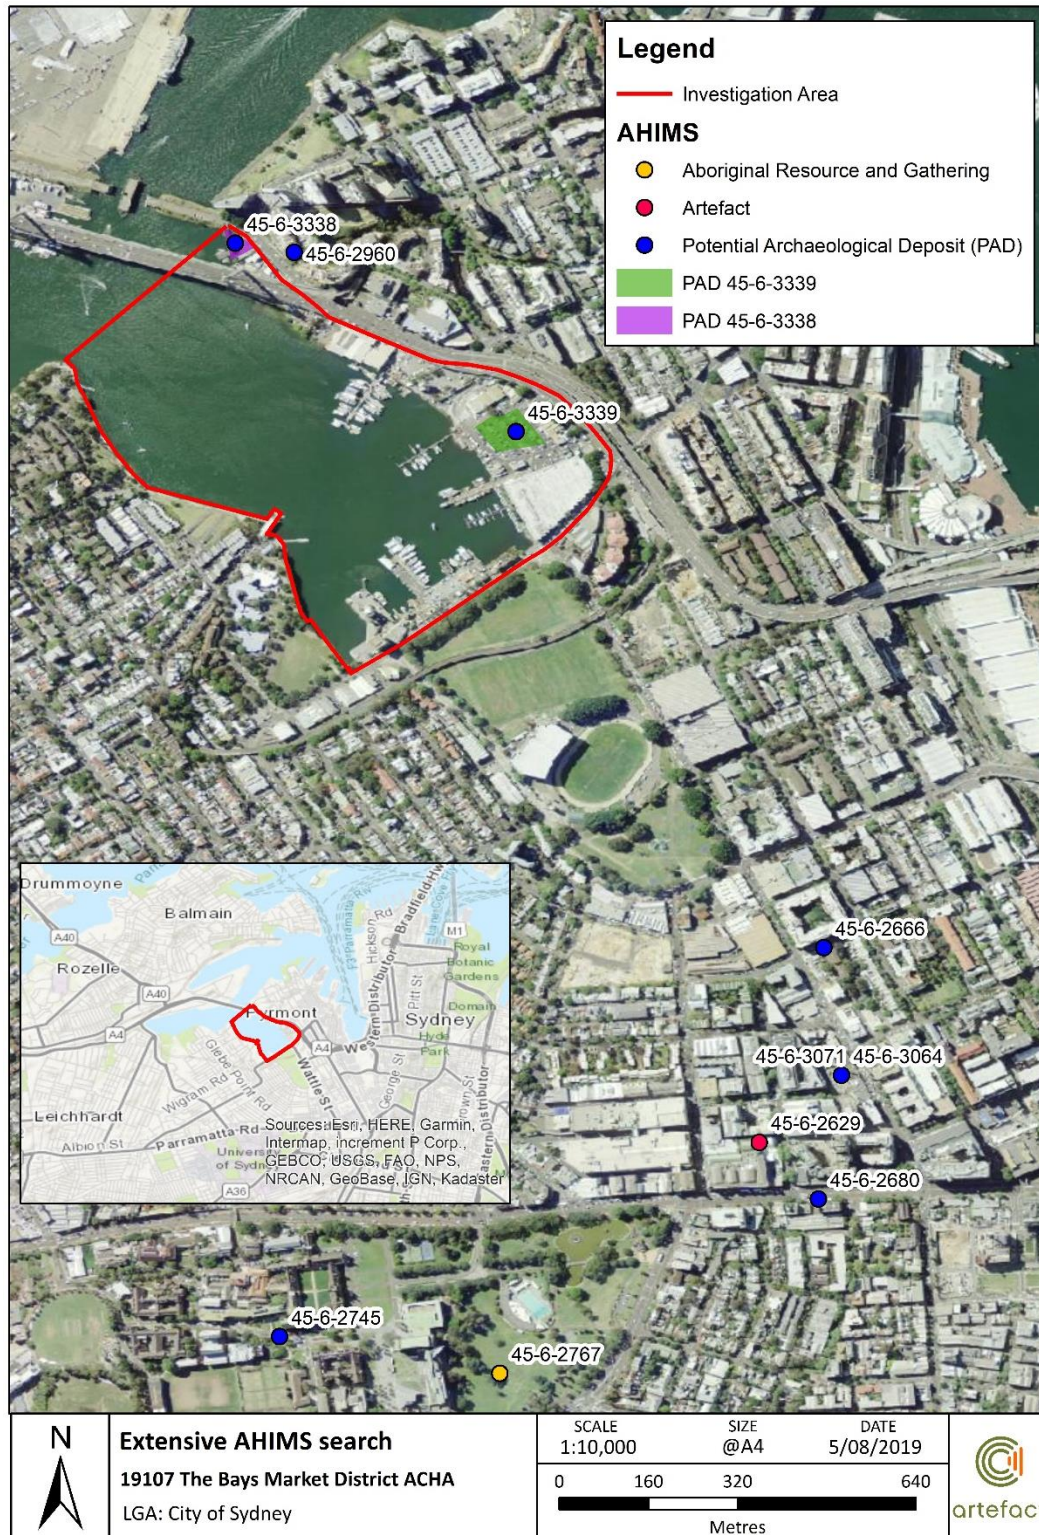 Legend
Investigation Area
AHIMS
Aboriginal Resource and Gathering
Artefact
Potential Archaeological Deposit (PAD)
PAD 45-6-3339
PAD 45-6-3338
45-6-3338
45-6-2960
45-6-3339
45-6-2666
45-6-3071 45-6-3064
45-6-2629
45-6-2680
45-6-2745
45-6-2767
Drummoyne
Balmain
A40
Rozelle
A40
A4
Pyrmont
Hickson Rd
Bradfield Hwy
M1
Royal
Botanic
Gardens
Domain
Pitt St
Western Distributor
Sydney
Hyde
Park
A4
George St
Wattle St
Glebe Point Rd
Wigram Rd
Leichhardt
Albion St
Parramatta Rd
University
of Sydney
A36
Sources: Esri, HERE, Garmin,
Intermap, increment P Corp.,
GEBCO, USGS, FAO, NPS,
NRCAN, GeoBase, IGN, Kadaster
N
Extensive AHIMS search
19107 The Bays Market District ACHA
LGA: City of Sydney
SCALE SIZE DATE
1:10,000 @A4 5/08/2019
0 160 320 640
Metres
artefac